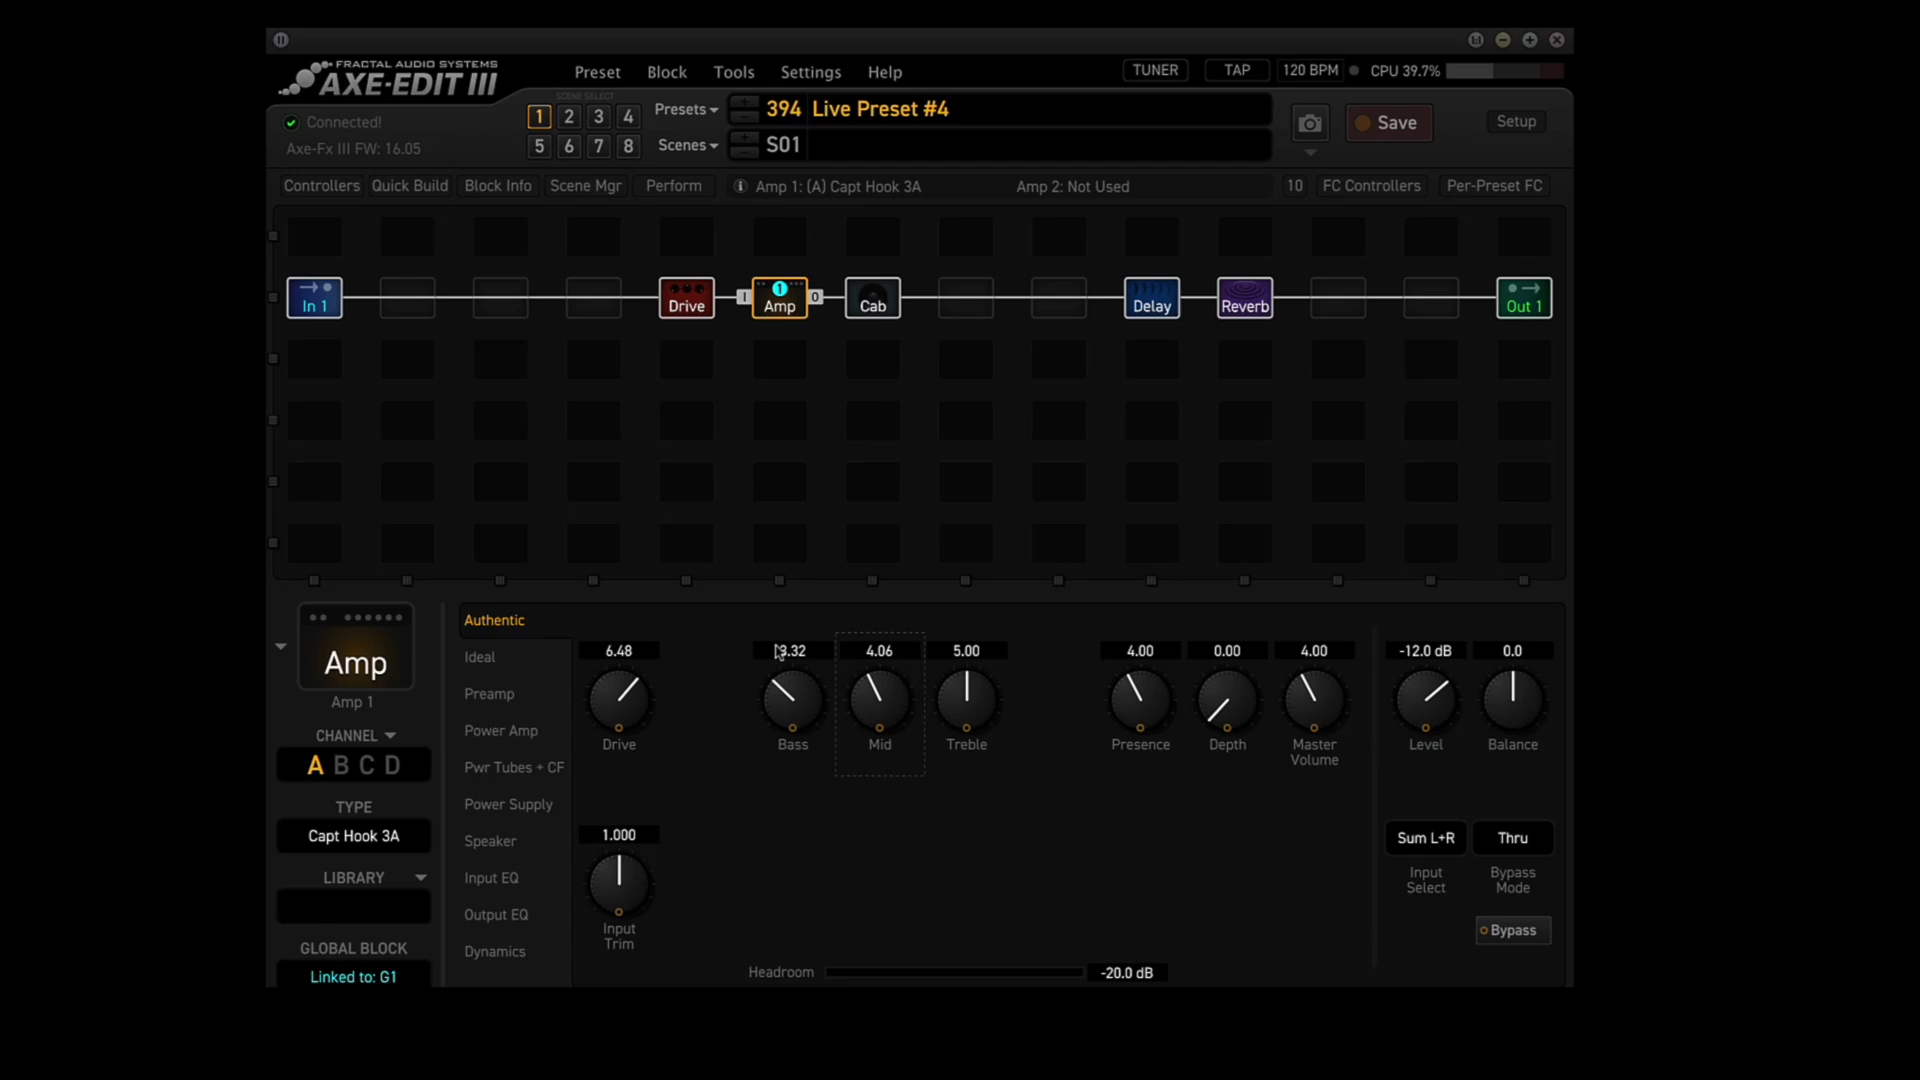 FRACTAL AUDIO SYSTEMS
AXE-EDIT III
Preset Block Tools Settings Help
TUNER TAP 120 BPM CPU 39.7%
SCENE SELECT
Connected!
Axe-Fx III FW: 16.05
1 2 3 4
5 6 7 8
Presets 394 Live Preset #4
Scenes S01
Save
Setup
Controllers Quick Build Block Info Scene Mgr Perform Amp 1: (A) Capt Hook 3A Amp 2: Not Used 10 FC Controllers Per-Preset FC
In 1 Drive I 1 Amp O Cab Delay Reverb Out 1
Amp
Amp 1
CHANNEL
A B C D
TYPE
Capt Hook 3A
LIBRARY
GLOBAL BLOCK
Linked to: G1
Authentic
Ideal
Preamp
Power Amp
Pwr Tubes + CF
Power Supply
Speaker
Input EQ
Output EQ
Dynamics
6.48 3.32 4.06 5.00 4.00 0.00 4.00 -12.0 dB 0.0
Drive Bass Mid Treble Presence Depth Master Volume Level Balance
1.000
Input
Trim
Sum L+R Thru
Input Select
Bypass Mode
Bypass
Headroom -20.0 dB